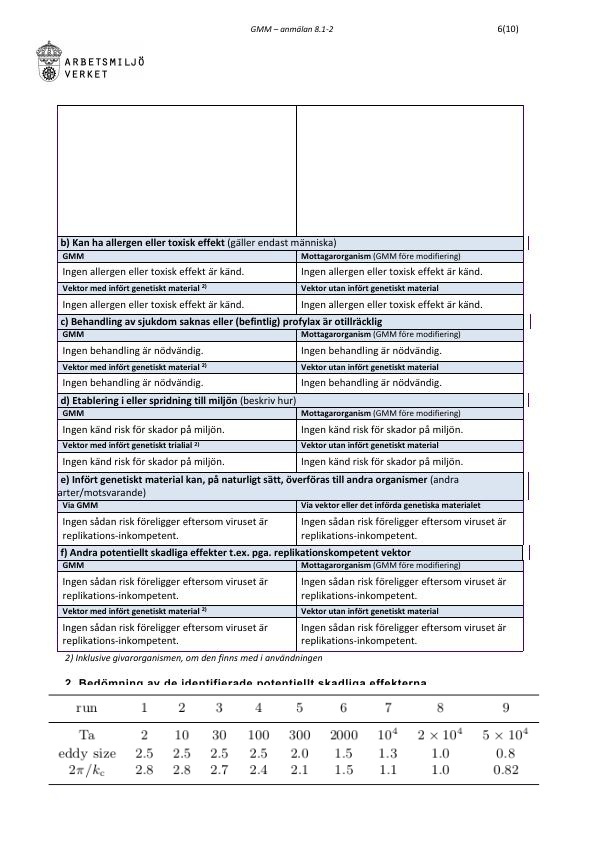 GMM – anmälan 8.1-2 6(10)
ARBETSMILJÖ
VERKET
b) Kan ha allergen eller toxisk effekt (gäller endast människa)
GMM Mottagarorganism (GMM före modifiering)
Ingen allergen eller toxisk effekt är känd. Ingen allergen eller toxisk effekt är känd.
Vektor med infört genetiskt material 2) Vektor utan infört genetiskt material
Ingen allergen eller toxisk effekt är känd. Ingen allergen eller toxisk effekt är känd.
c) Behandling av sjukdom saknas eller (befintlig) profylax är otillräcklig
GMM Mottagarorganism (GMM före modifiering)
Ingen behandling är nödvändig. Ingen behandling är nödvändig.
Vektor med infört genetiskt material 2) Vektor utan infört genetiskt material
Ingen behandling är nödvändig. Ingen behandling är nödvändig.
d) Etablering i eller spridning till miljön (beskriv hur)
GMM Mottagarorganism (GMM före modifiering)
Ingen känd risk för skador på miljön. Ingen känd risk för skador på miljön.
Vektor med infört genetiskt trialial 2) Vektor utan infört genetiskt material
Ingen känd risk för skador på miljön. Ingen känd risk för skador på miljön.
e) Infört genetiskt material kan, på naturligt sätt, överföras till andra organismer (andra
arter/motsvarande)
Via GMM Via vektor eller det införda genetiska materialet
Ingen sådan risk föreligger eftersom viruset är Ingen sådan risk föreligger eftersom viruset är
replikations-inkompetent. replikations-inkompetent.
f) Andra potentiellt skadliga effekter t.ex. pga. replikationskompetent vektor
GMM Mottagarorganism (GMM före modifiering)
Ingen sådan risk föreligger eftersom viruset är Ingen sådan risk föreligger eftersom viruset är
replikations-inkompetent. replikations-inkompetent.
Vektor med infört genetiskt material 2) Vektor utan infört genetiskt material
Ingen sådan risk föreligger eftersom viruset är Ingen sådan risk föreligger eftersom viruset är
replikations-inkompetent. replikations-inkompetent.
2) Inklusive givarorganismen, om den finns med i användningen
2. Bedömning av de identifierade potentiellt skadliga effekterna
run 1 2 3 4 5 6 7 8 9
Ta 2 10 30 100 300 2000 10⁴ 2 × 10⁴ 5 × 10⁴
eddy size 2.5 2.5 2.5 2.5 2.0 1.5 1.3 1.0 0.8
2π/kc 2.8 2.8 2.7 2.4 2.1 1.5 1.1 1.0 0.82